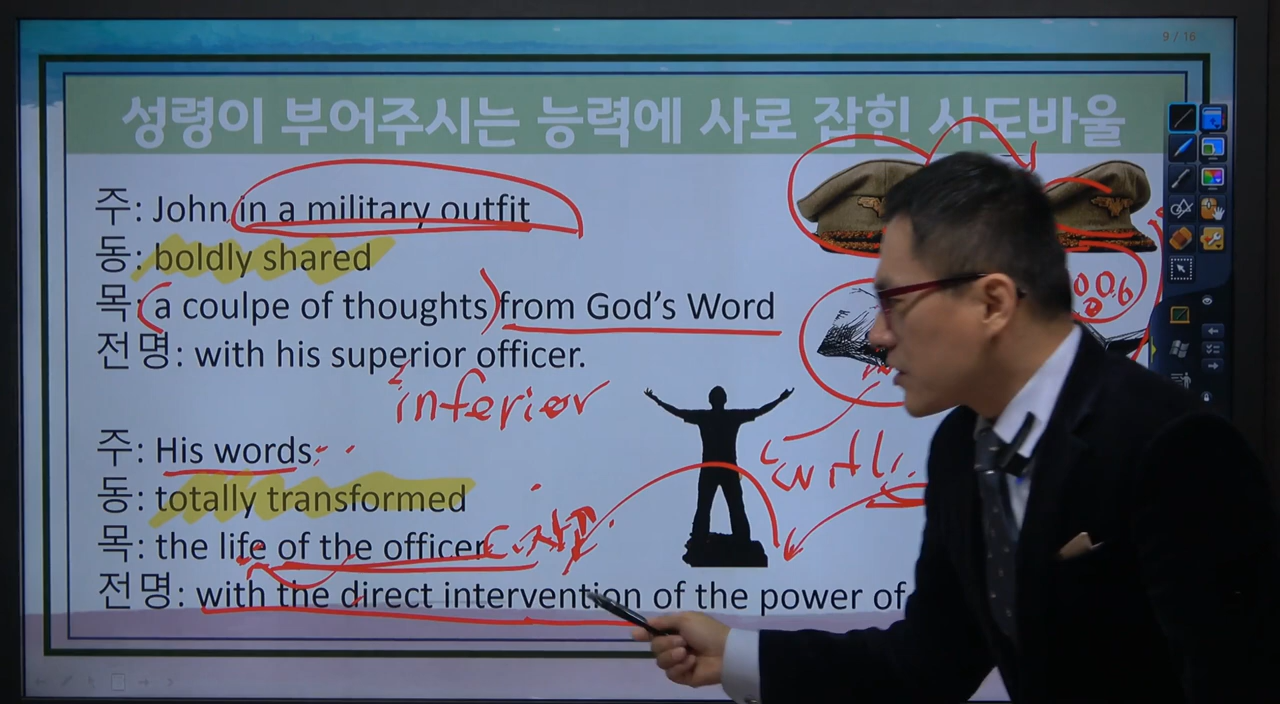 9 / 16
성령이 부어주시는 능력에 사로 잡힌 사도바울
주: John in a military outfit
동: boldly shared
목: a coulpe of thoughts from God's Word
전명: with his superior officer.
inferior
주: His words
동: totally transformed
목: the life of the officer
전명: with the direct intervention of the power of